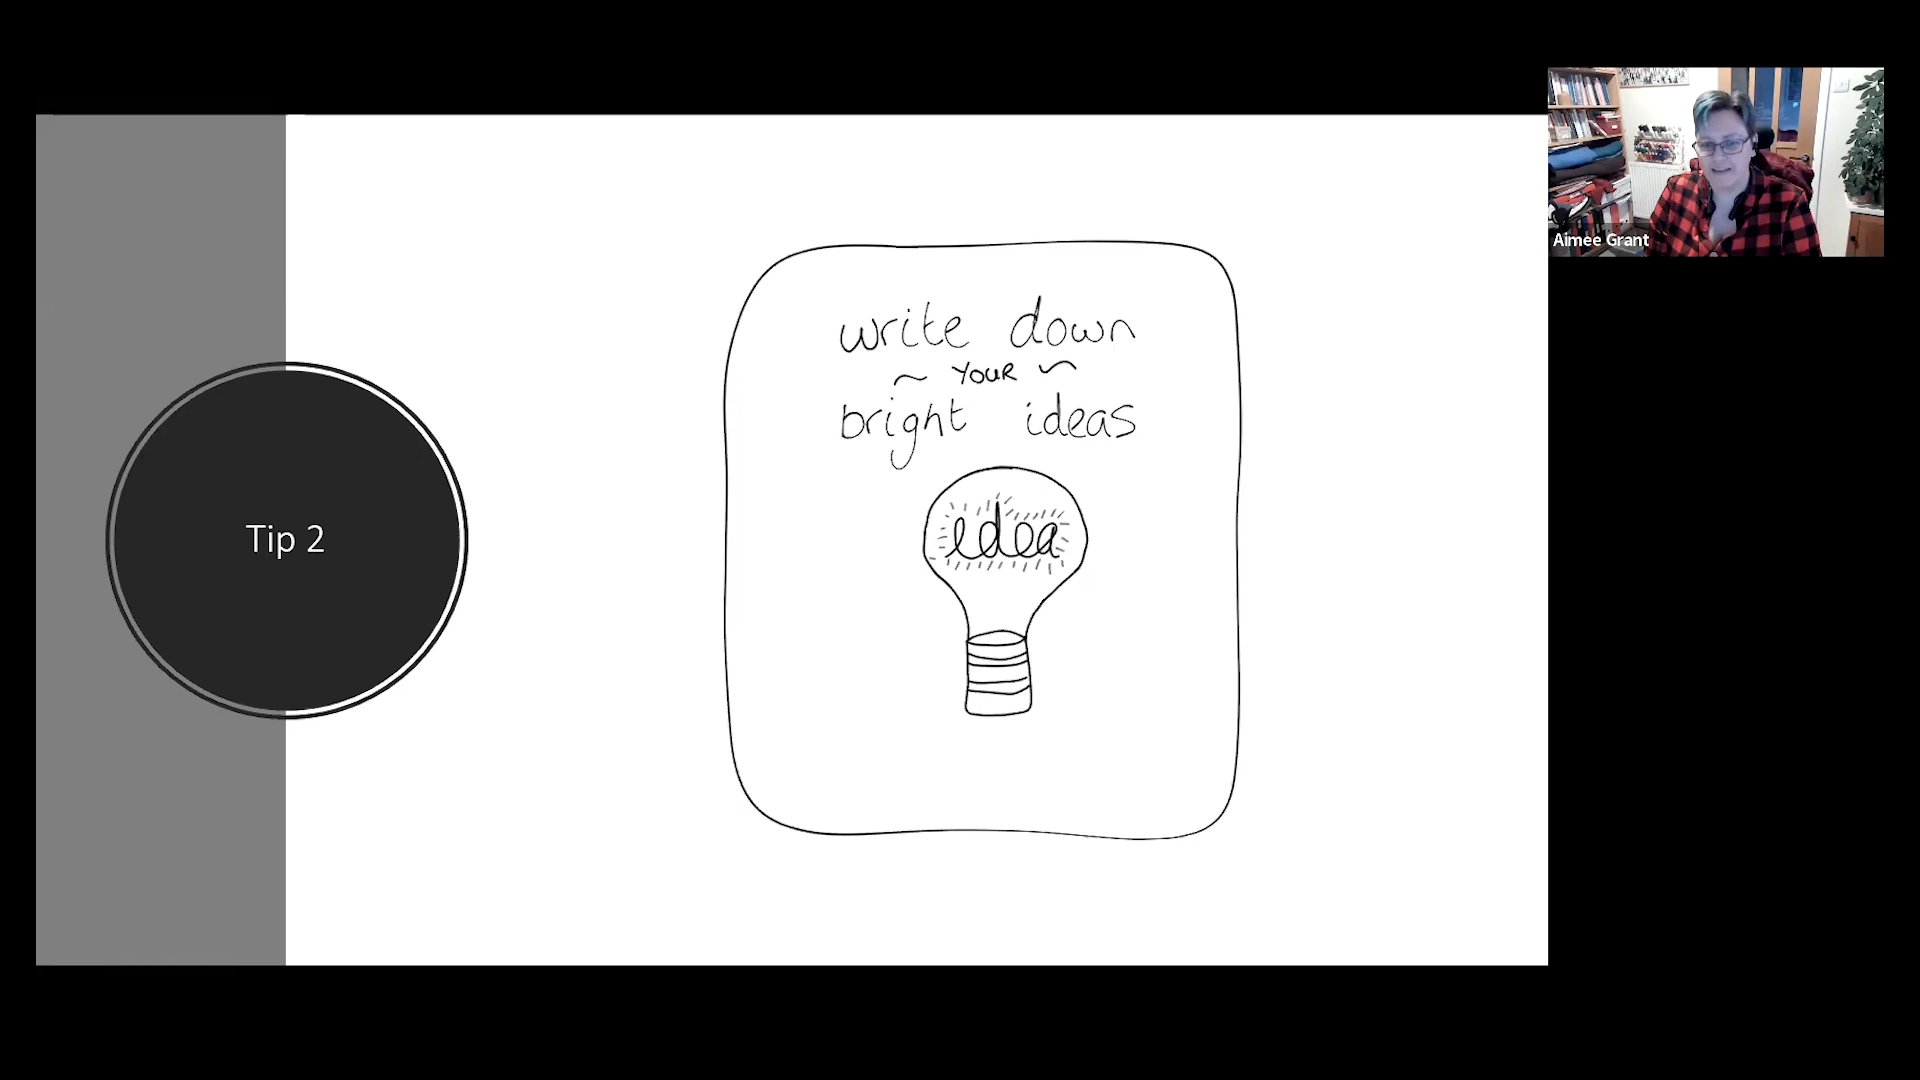 Tip 2
write down
~ YOUR ~
bright ideas
idea
Aimee Grant